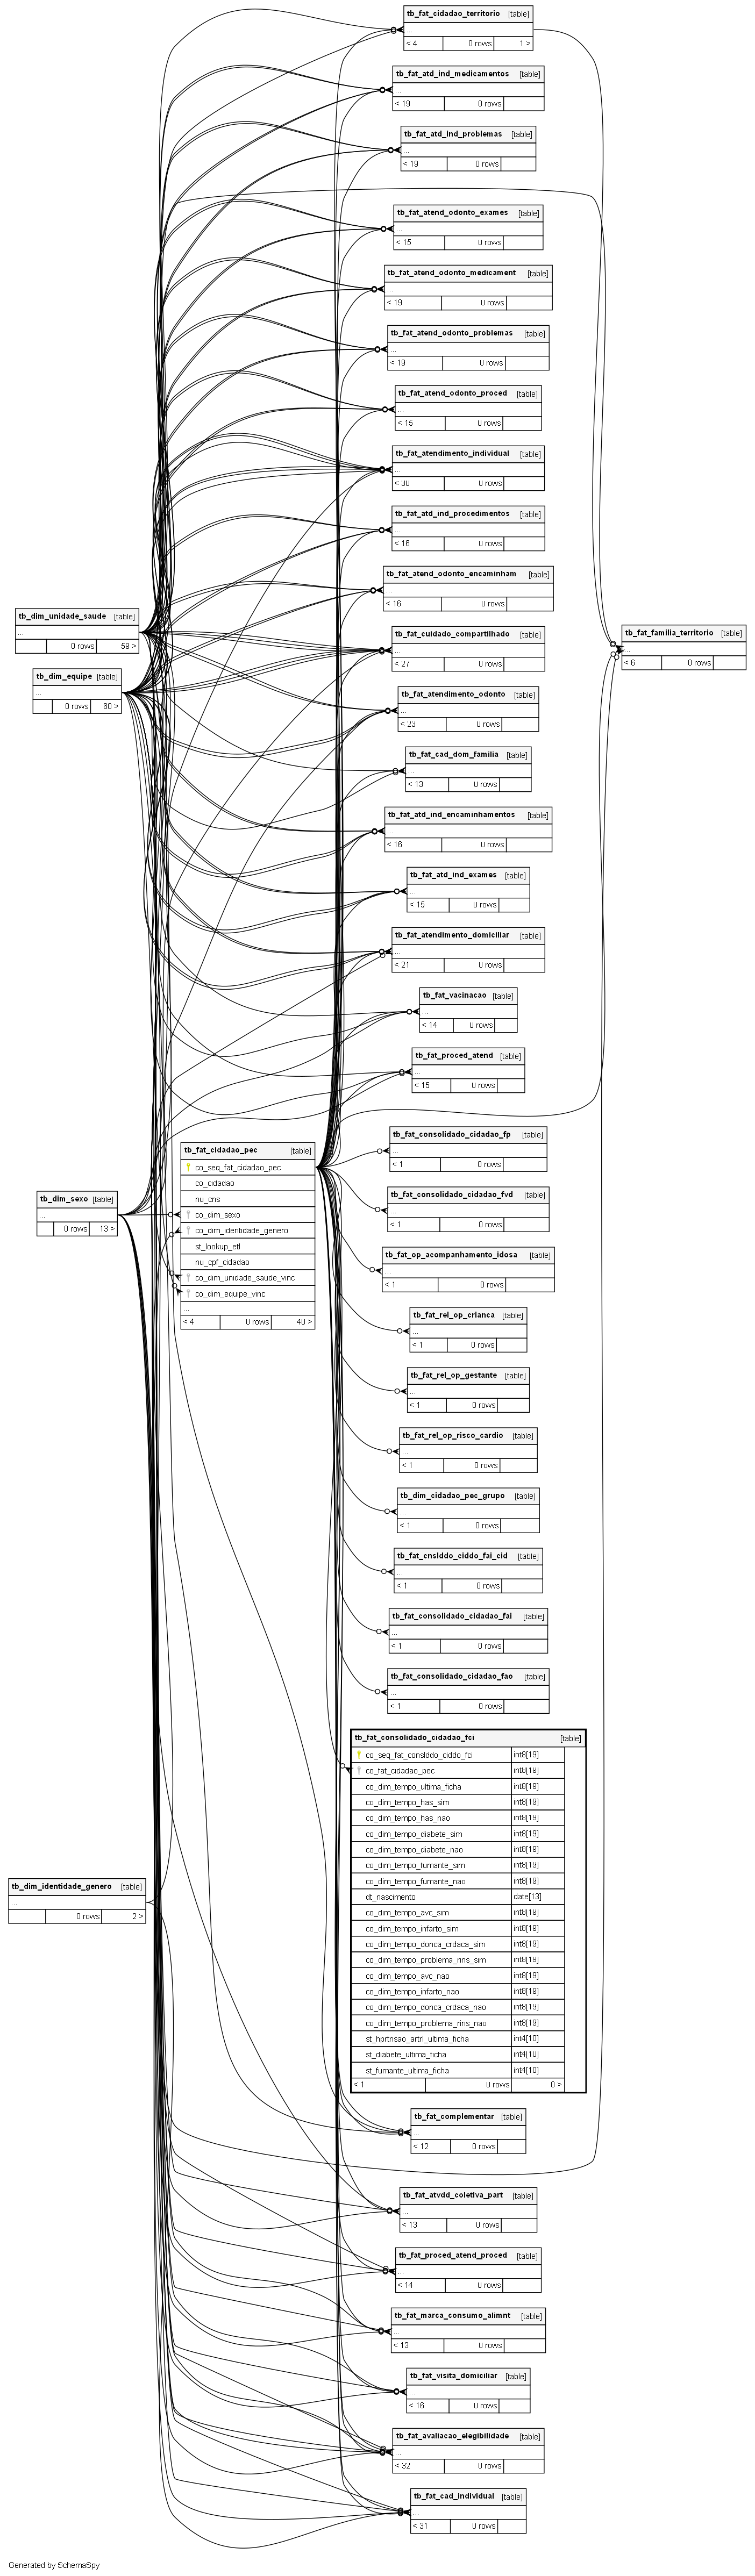 tb_fat_cidadao_territorio [table]
...
< 4 0 rows 1 >
tb_fat_atd_ind_medicamentos [table]
...
< 19 0 rows
tb_fat_atd_ind_problemas [table]
...
< 19 0 rows
tb_fat_atend_odonto_exames [table]
...
< 15 0 rows
tb_fat_atend_odonto_medicament [table]
...
< 19 0 rows
tb_fat_atend_odonto_problemas [table]
...
< 19 0 rows
tb_fat_atend_odonto_proced [table]
...
< 15 0 rows
tb_fat_atendimento_individual [table]
...
< 30 0 rows
tb_fat_atd_ind_procedimentos [table]
...
< 16 0 rows
tb_fat_atend_odonto_encaminham [table]
...
< 16 0 rows
tb_dim_unidade_saude [table]
...
0 rows 59 >
tb_fat_cuidado_compartilhado [table]
...
< 27 0 rows
tb_fat_familia_territorio [table]
...
< 6 0 rows
tb_dim_equipe [table]
...
0 rows 60 >
tb_fat_atendimento_odonto [table]
...
< 23 0 rows
tb_fat_cad_dom_familia [table]
...
< 13 0 rows
tb_fat_atd_ind_encaminhamentos [table]
...
< 16 0 rows
tb_fat_atd_ind_exames [table]
...
< 15 0 rows
tb_fat_atendimento_domiciliar [table]
...
< 21 0 rows
tb_fat_vacinacao [table]
...
< 14 0 rows
tb_fat_proced_atend [table]
...
< 15 0 rows
tb_fat_cidadao_pec [table]
co_seq_fat_cidadao_pec
co_cidadao
nu_cns
co_dim_sexo
co_dim_identidade_genero
st_lookup_etl
nu_cpf_cidadao
co_dim_unidade_saude_vinc
co_dim_equipe_vinc
...
< 4 0 rows 40 >
tb_dim_sexo [table]
...
0 rows 13 >
tb_fat_consolidado_cidadao_fp [table]
...
< 1 0 rows
tb_fat_consolidado_cidadao_fvd [table]
...
< 1 0 rows
tb_fat_op_acompanhamento_idosa [table]
...
< 1 0 rows
tb_fat_rel_op_crianca [table]
...
< 1 0 rows
tb_fat_rel_op_gestante [table]
...
< 1 0 rows
tb_fat_rel_op_risco_cardio [table]
...
< 1 0 rows
tb_dim_cidadao_pec_grupo [table]
...
< 1 0 rows
tb_fat_cnslddo_ciddo_fai_cid [table]
...
< 1 0 rows
tb_fat_consolidado_cidadao_fai [table]
...
< 1 0 rows
tb_fat_consolidado_cidadao_fao [table]
...
< 1 0 rows
tb_fat_consolidado_cidadao_fci [table]
co_seq_fat_conslddo_ciddo_fci int8[19]
co_fat_cidadao_pec int8[19]
co_dim_tempo_ultima_ficha int8[19]
co_dim_tempo_has_sim int8[19]
co_dim_tempo_has_nao int8[19]
co_dim_tempo_diabete_sim int8[19]
co_dim_tempo_diabete_nao int8[19]
co_dim_tempo_fumante_sim int8[19]
co_dim_tempo_fumante_nao int8[19]
dt_nascimento date[13]
co_dim_tempo_avc_sim int8[19]
co_dim_tempo_infarto_sim int8[19]
co_dim_tempo_donca_crdaca_sim int8[19]
co_dim_tempo_problema_rins_sim int8[19]
co_dim_tempo_avc_nao int8[19]
co_dim_tempo_infarto_nao int8[19]
co_dim_tempo_donca_crdaca_nao int8[19]
co_dim_tempo_problema_rins_nao int8[19]
st_hprtnsao_artrl_ultima_ficha int4[10]
st_diabete_ultima_ficha int4[10]
st_fumante_ultima_ficha int4[10]
< 1 0 rows 0 >
tb_dim_identidade_genero [table]
...
0 rows 2 >
tb_fat_complementar [table]
...
< 12 0 rows
tb_fat_atvdd_coletiva_part [table]
...
< 13 0 rows
tb_fat_proced_atend_proced [table]
...
< 14 0 rows
tb_fat_marca_consumo_alimnt [table]
...
< 13 0 rows
tb_fat_visita_domiciliar [table]
...
< 16 0 rows
tb_fat_avaliacao_elegibilidade [table]
...
< 32 0 rows
tb_fat_cad_individual [table]
...
< 31 0 rows
Generated by SchemaSpy